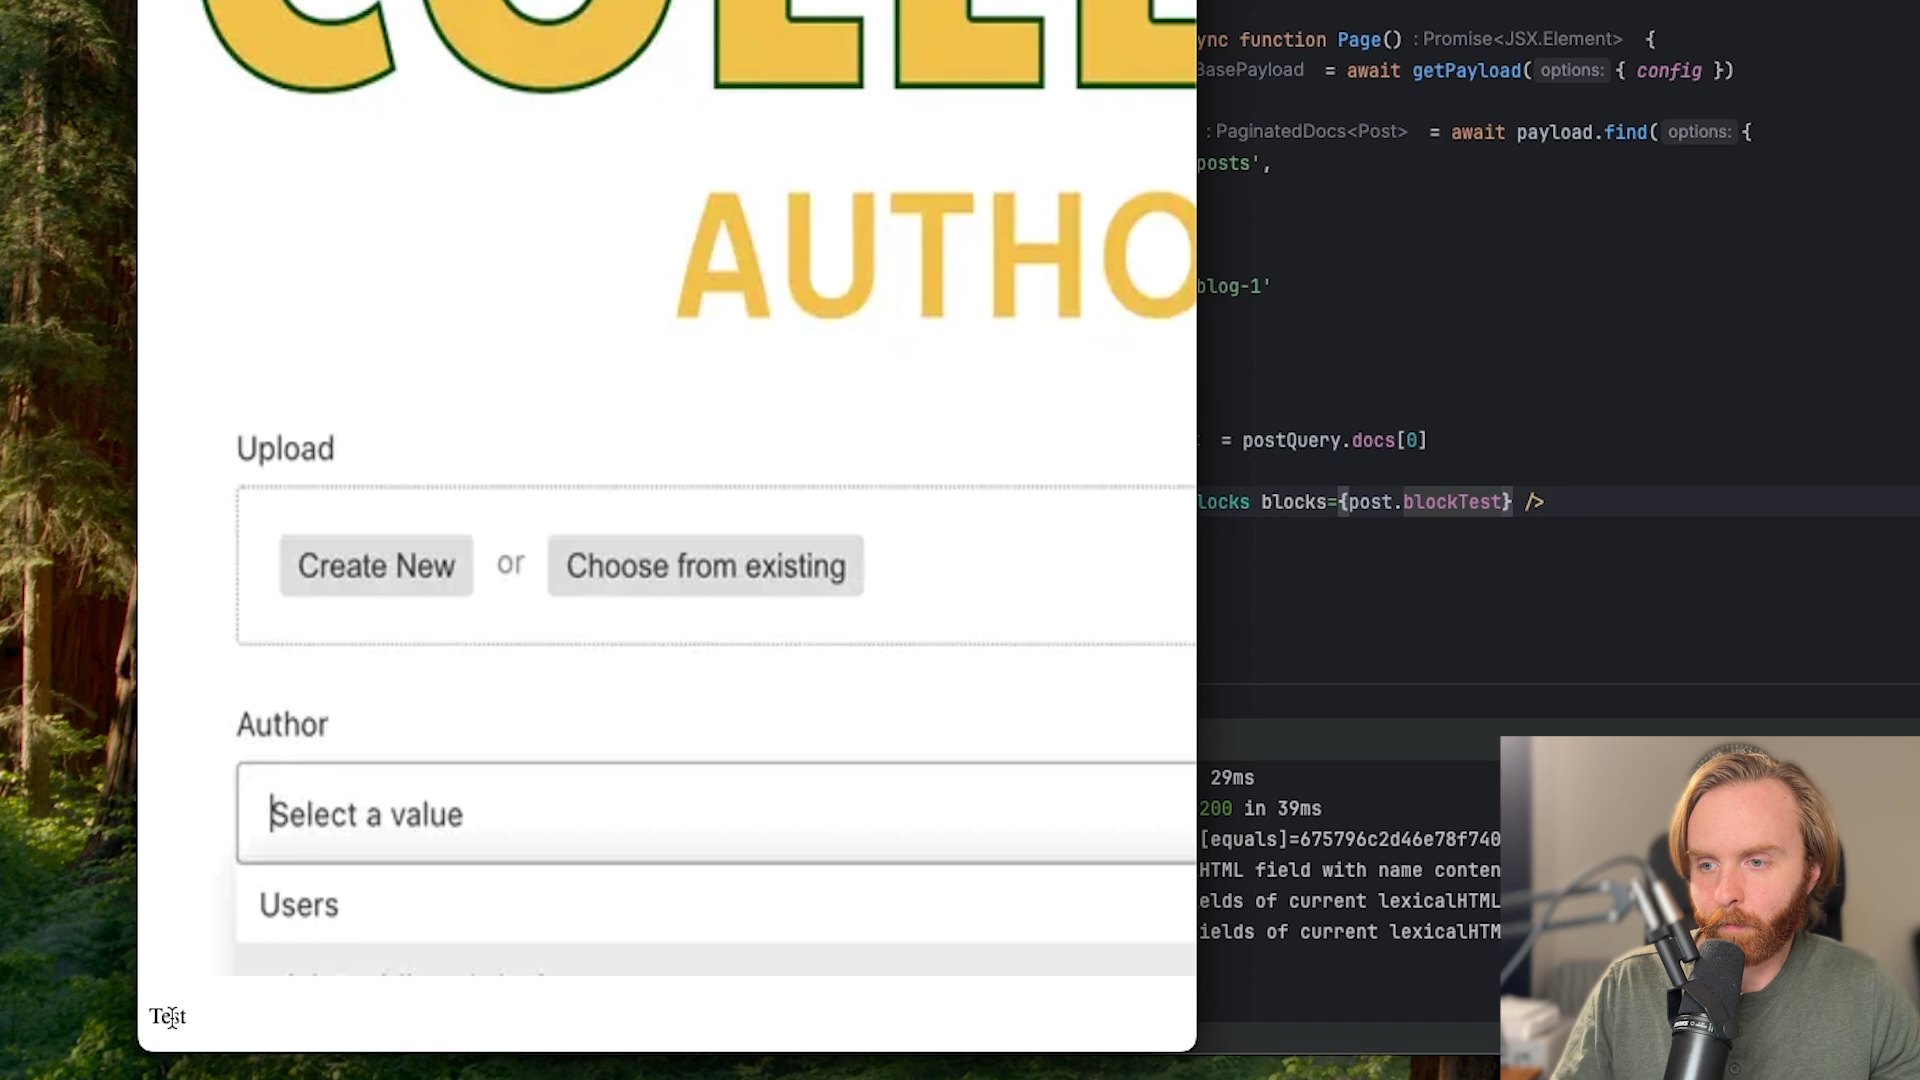 COLLE
AUTHO
Upload
Create New or Choose from existing
Author
Select a value
Users
Test
ync function Page() : Promise<JSX.Element> {
BasePayload = await getPayload( options: { config })
: PaginatedDocs<Post> = await payload.find( options: {
posts',
blog-1'
= postQuery.docs[0]
locks blocks={post.blockTest} />
29ms
200 in 39ms
[equals]=675796c2d46e78f740
HTML field with name conten
elds of current lexicalHTML
ields of current lexicalHTM